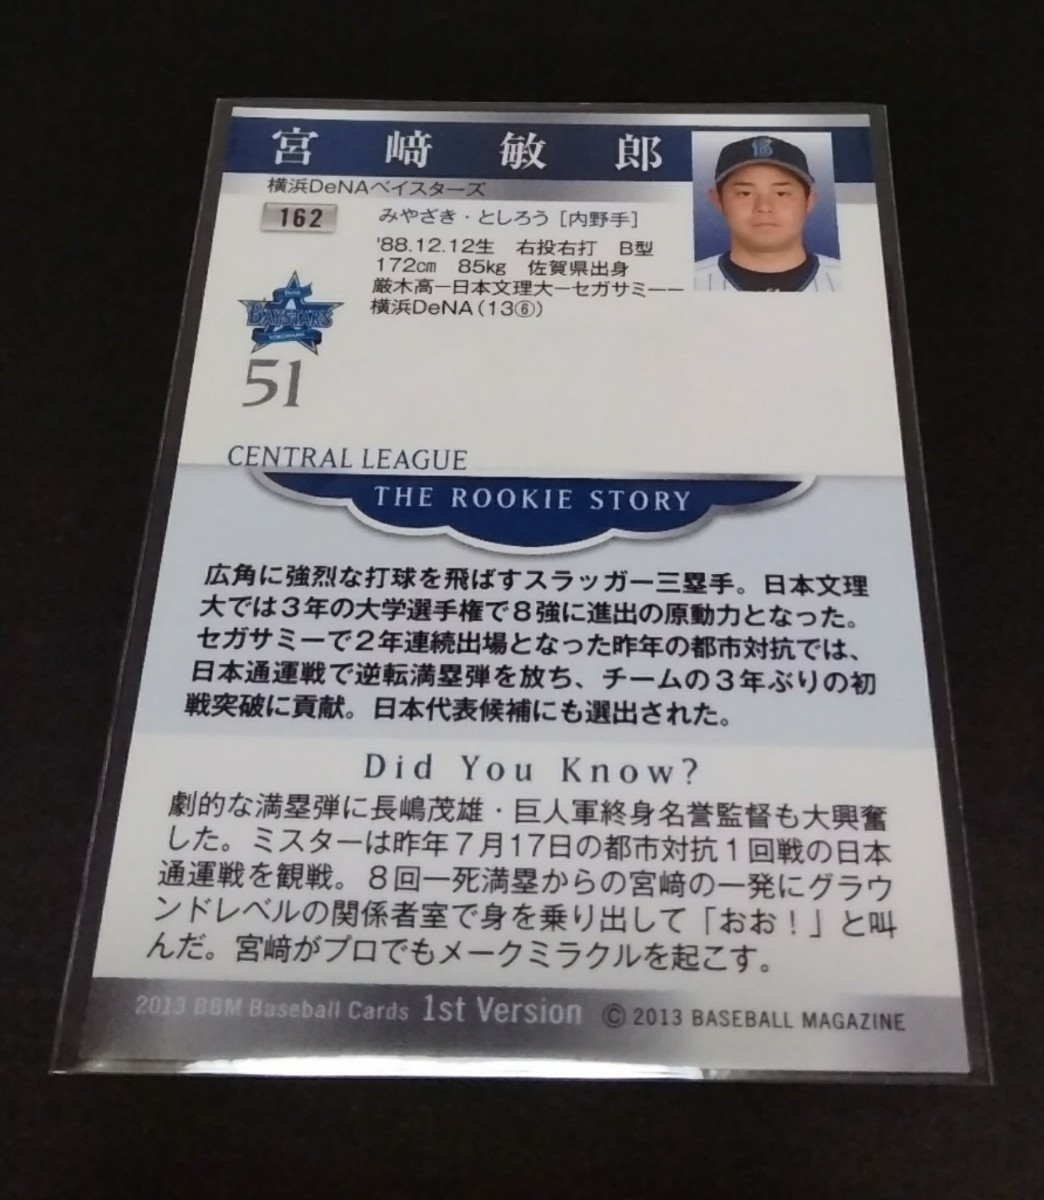 宮﨑敏郎
横浜DeNAベイスターズ
162
みやざき・としろう［内野手］
'88.12.12生　右投右打　B型
172cm　85kg　佐賀県出身
厳木高ー日本文理大ーセガサミーー
横浜DeNA（13⑥）
BAYSTARS
YOKOHAMA
51
CENTRAL LEAGUE
THE ROOKIE STORY
広角に強烈な打球を飛ばすスラッガー三塁手。日本文理
大では３年の大学選手権で８強に進出の原動力となった。
セガサミーで２年連続出場となった昨年の都市対抗では、
日本通運戦で逆転満塁弾を放ち、チームの３年ぶりの初
戦突破に貢献。日本代表候補にも選出された。
Did You Know?
劇的な満塁弾に長嶋茂雄・巨人軍終身名誉監督も大興奮
した。ミスターは昨年７月17日の都市対抗１回戦の日本
通運戦を観戦。８回一死満塁からの宮﨑の一発にグラウ
ンドレベルの関係者室で身を乗り出して「おお！」と叫
んだ。宮﨑がプロでもメークミラクルを起こす。
2013 BBM Baseball Cards 1st Version © 2013 BASEBALL MAGAZINE